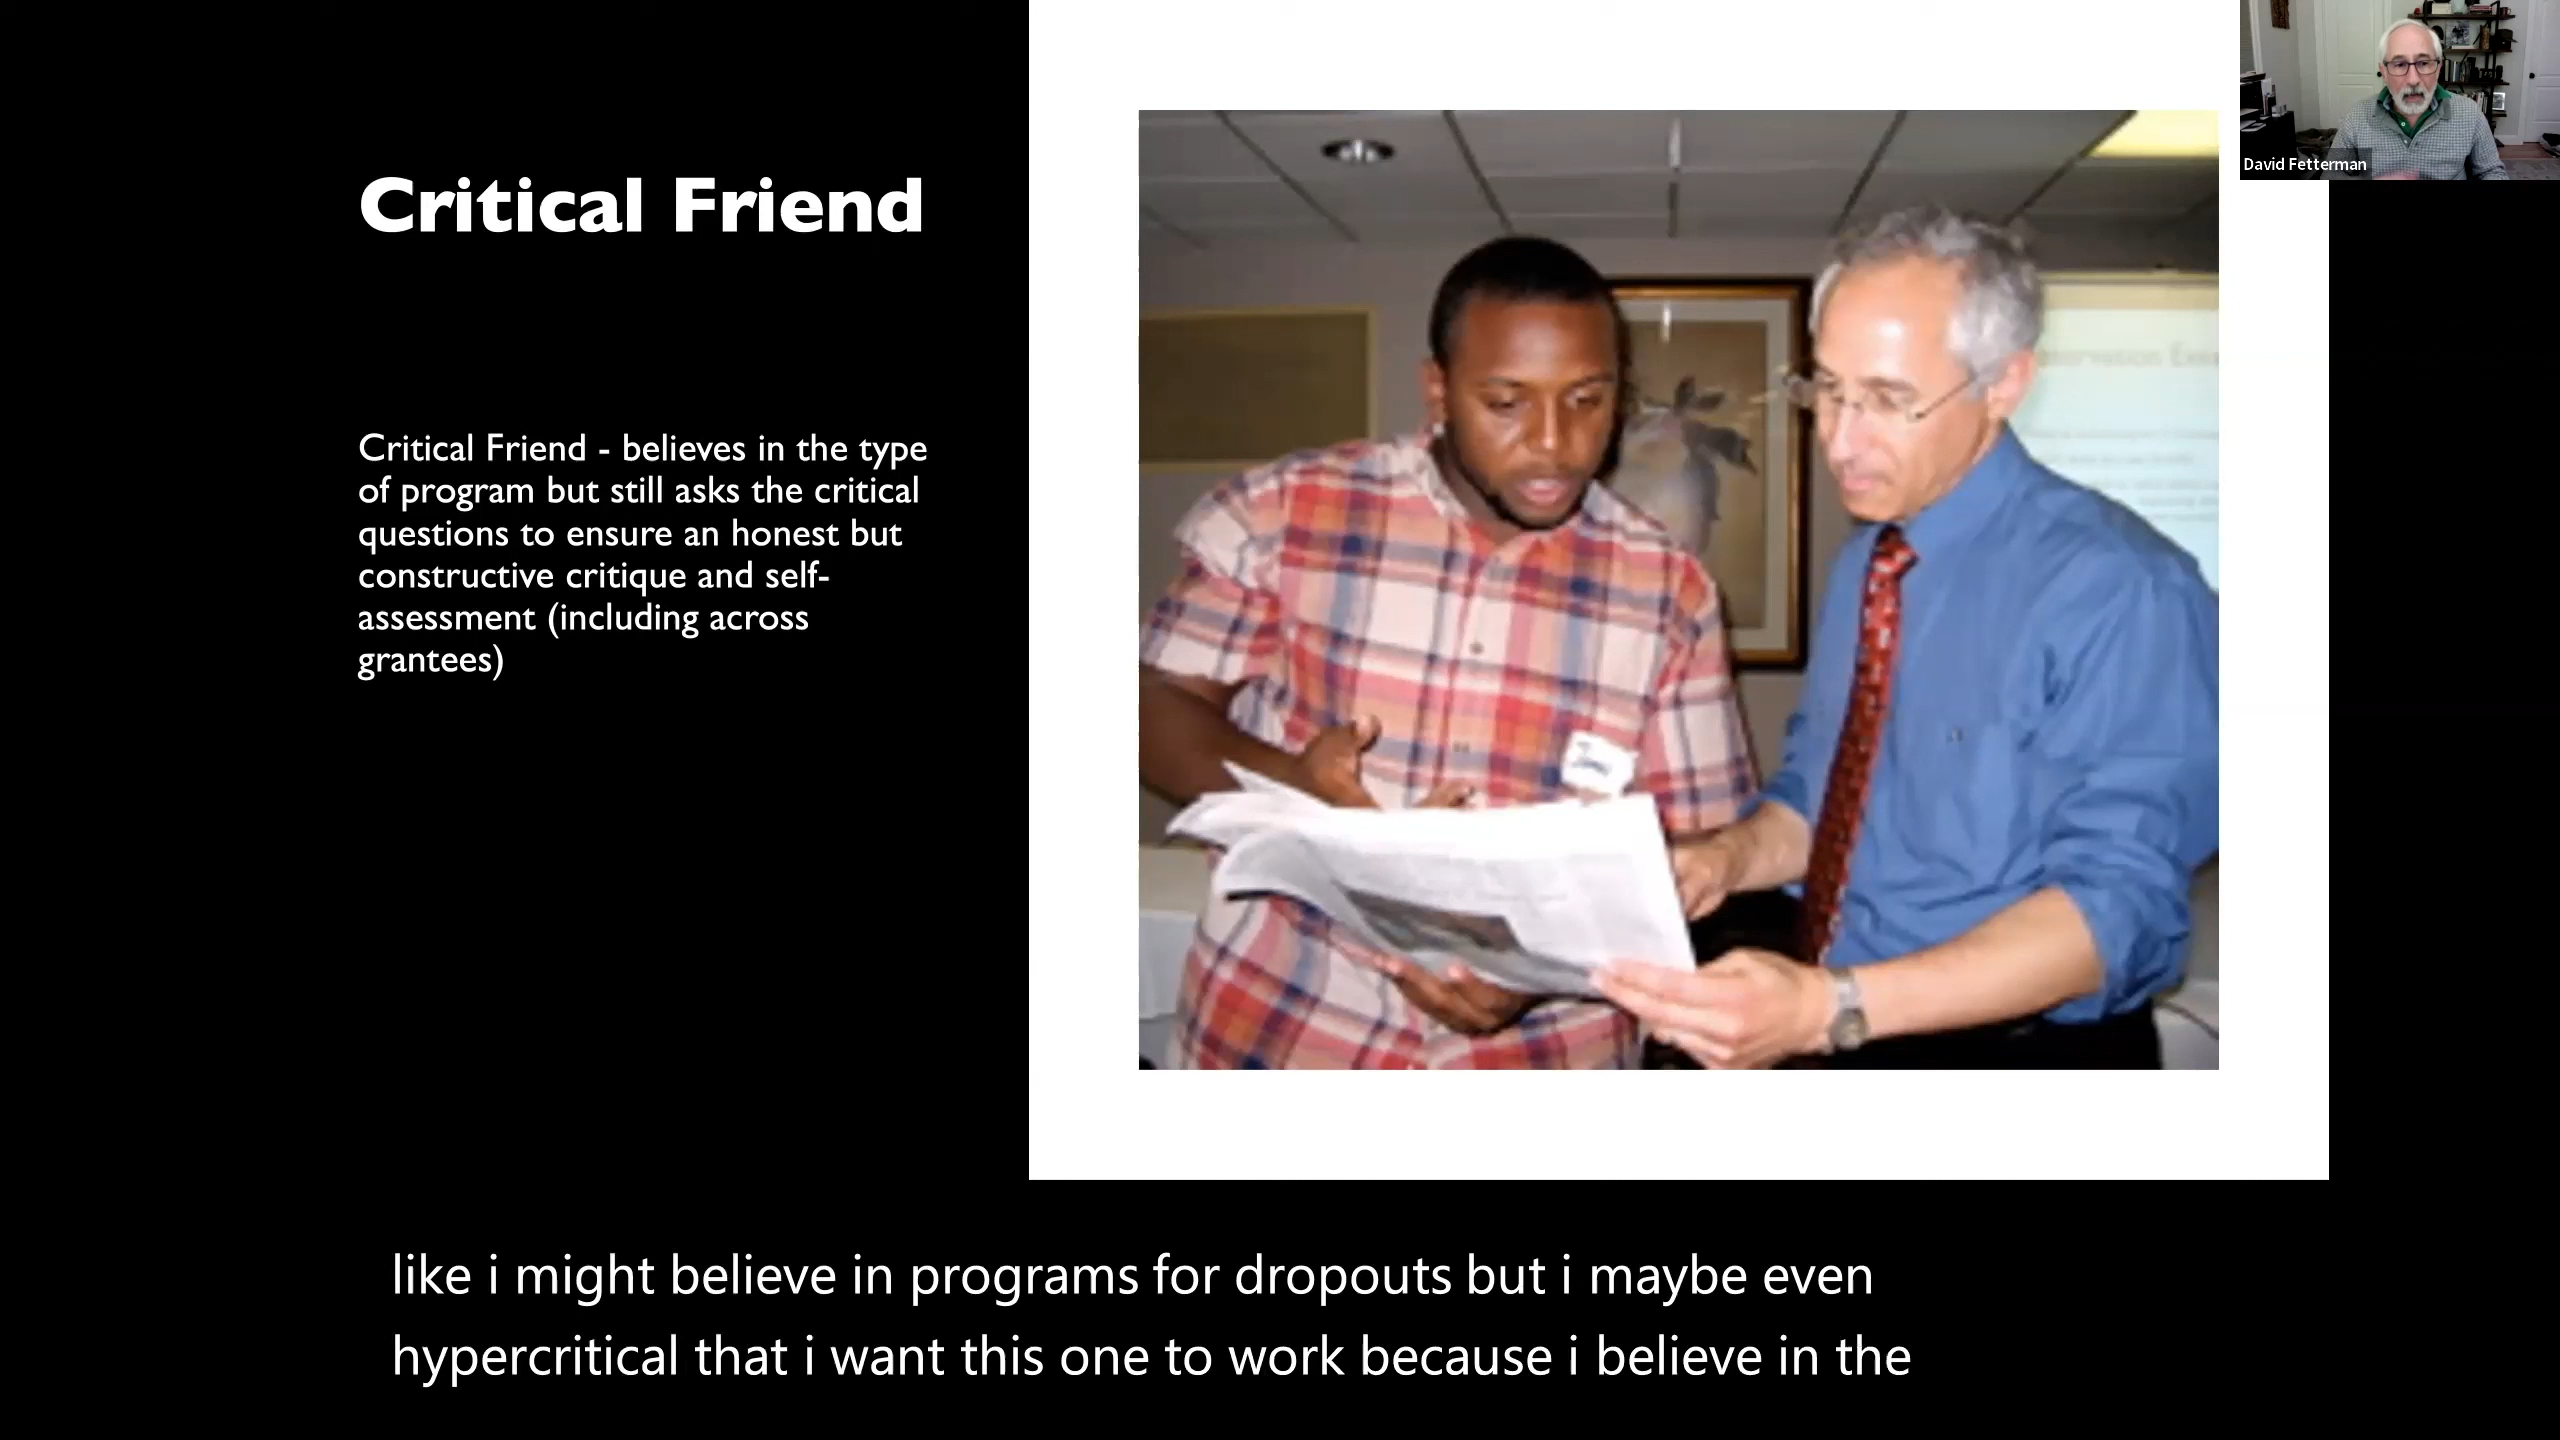 David Fetterman
Critical Friend
Critical Friend - believes in the type
of program but still asks the critical
questions to ensure an honest but
constructive critique and self-
assessment (including across
grantees)
like i might believe in programs for dropouts but i maybe even
hypercritical that i want this one to work because i believe in the